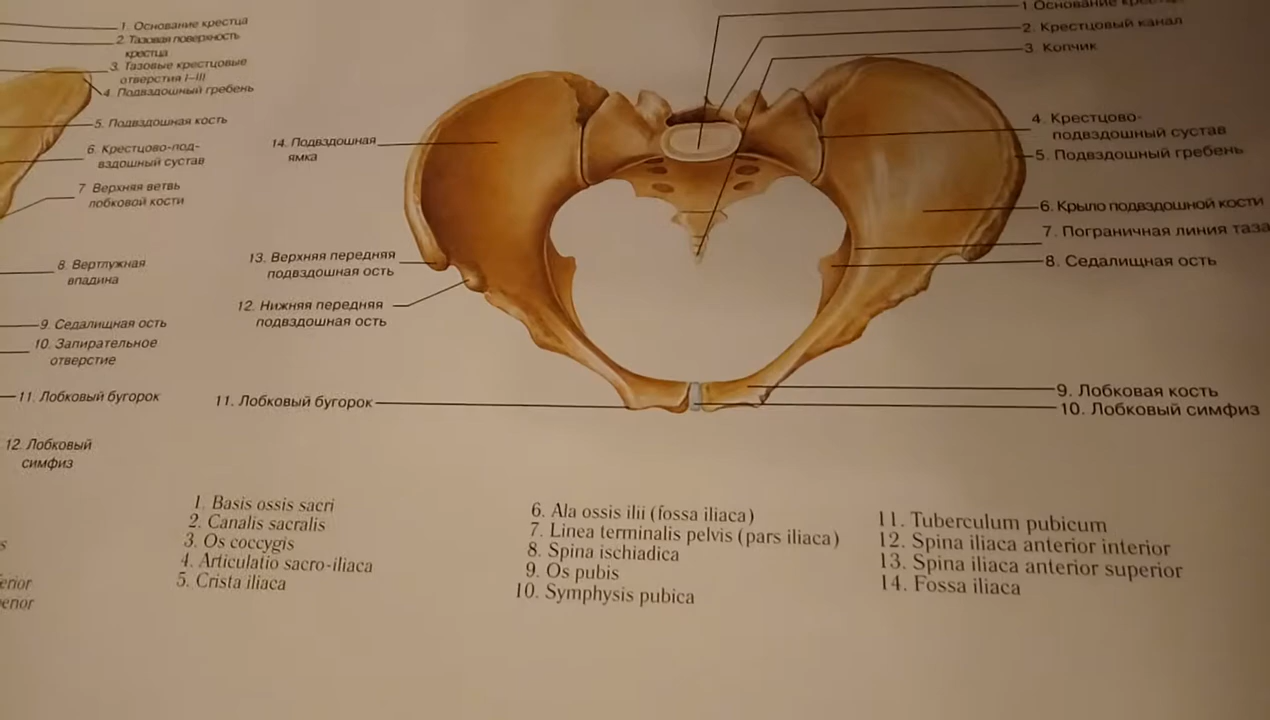 1. Основание крестца
2. Тазовая поверхность
крестца
3. Тазовые крестцовые
отверстия I–III
4. Подвздошный гребень
5. Подвздошная кость
6. Крестцово-под-
вздошный сустав
7 Верхняя ветвь
лобковой кости
8. Вертлужная
впадина
9. Седалищная ость
10. Запирательное
отверстие
11. Лобковый бугорок
12. Лобковый
симфиз
14. Подвздошная
ямка
13. Верхняя передняя
подвздошная ость
12. Нижняя передняя
подвздошная ость
11. Лобковый бугорок
1 Основание
2. Крестцовый канал
3. Копчик
4. Крестцово-
подвздошный сустав
5. Подвздошный гребень
6. Крыло подвздошной кости
7. Пограничная линия таза
8. Седалищная ость
9. Лобковая кость
10. Лобковый симфиз
1. Basis ossis sacri
2. Canalis sacralis
3. Os coccygis
4. Articulatio sacro-iliaca
5. Crista iliaca
6. Ala ossis ilii (fossa iliaca)
7. Linea terminalis pelvis (pars iliaca)
8. Spina ischiadica
9. Os pubis
10. Symphysis pubica
11. Tuberculum pubicum
12. Spina iliaca anterior interior
13. Spina iliaca anterior superior
14. Fossa iliaca